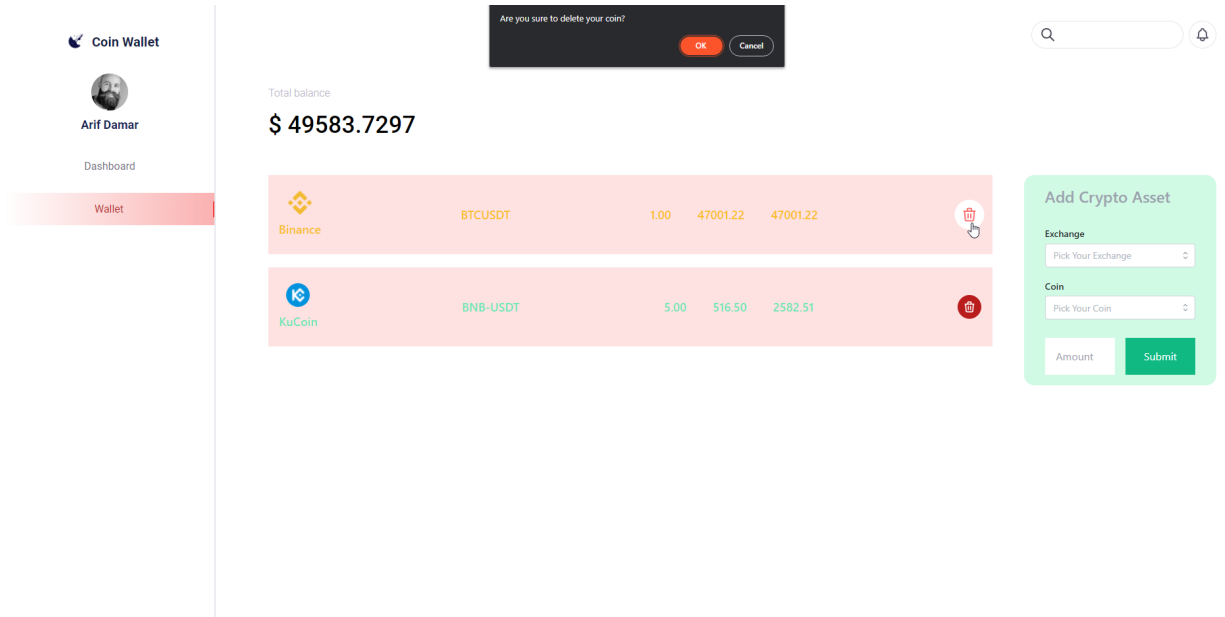 Are you sure to delete your coin?
OK Cancel
Coin Wallet
Arif Damar
Dashboard
Wallet
Total balance
$ 49583.7297
Binance
BTCUSDT 1.00 47001.22 47001.22
KuCoin
BNB-USDT 5.00 516.50 2582.51
Add Crypto Asset
Exchange
Pick Your Exchange
Coin
Pick Your Coin
Amount Submit